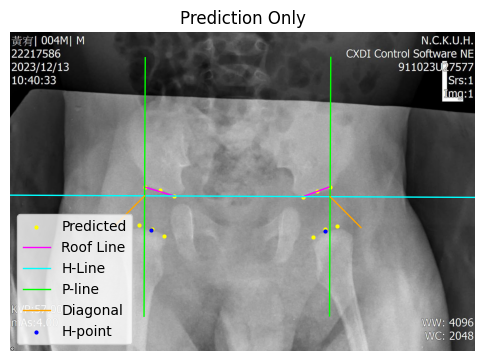 Prediction Only
黃宥| 004M| M
22217586
2023/12/13
10:40:33
N.C.K.U.H.
CXDI Control Software NE
Srs:1
Img:1
Predicted
Roof Line
H-Line
P-line
Diagonal
H-point
WW: 4096
WC: 2048